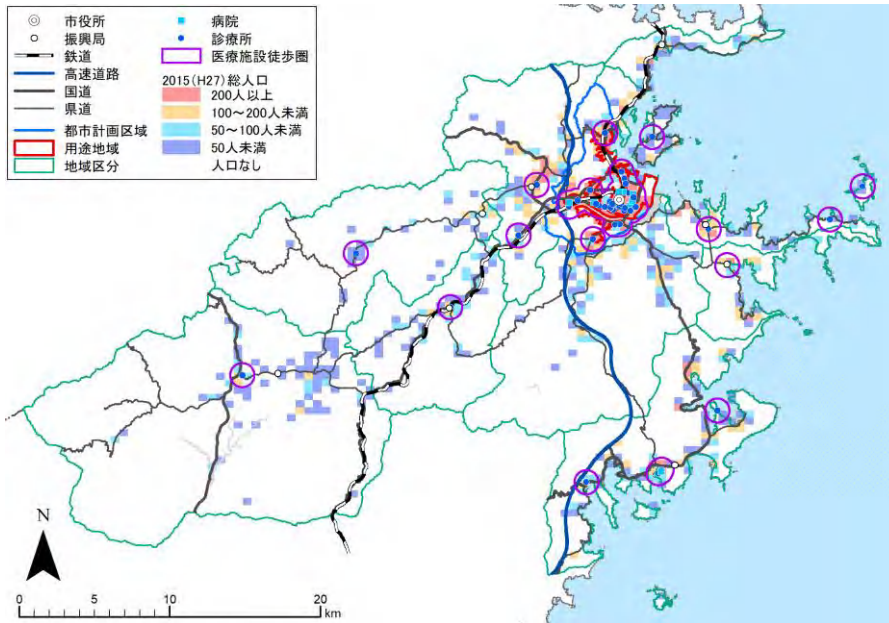 市役所
振興局
鉄道
高速道路
国道
県道
都市計画区域
用途地域
地域区分
病院
診療所
医療施設徒歩圏
2015(H27)総人口
200人以上
100～200人未満
50～100人未満
50人未満
人口なし
N
0 5 10 20
km